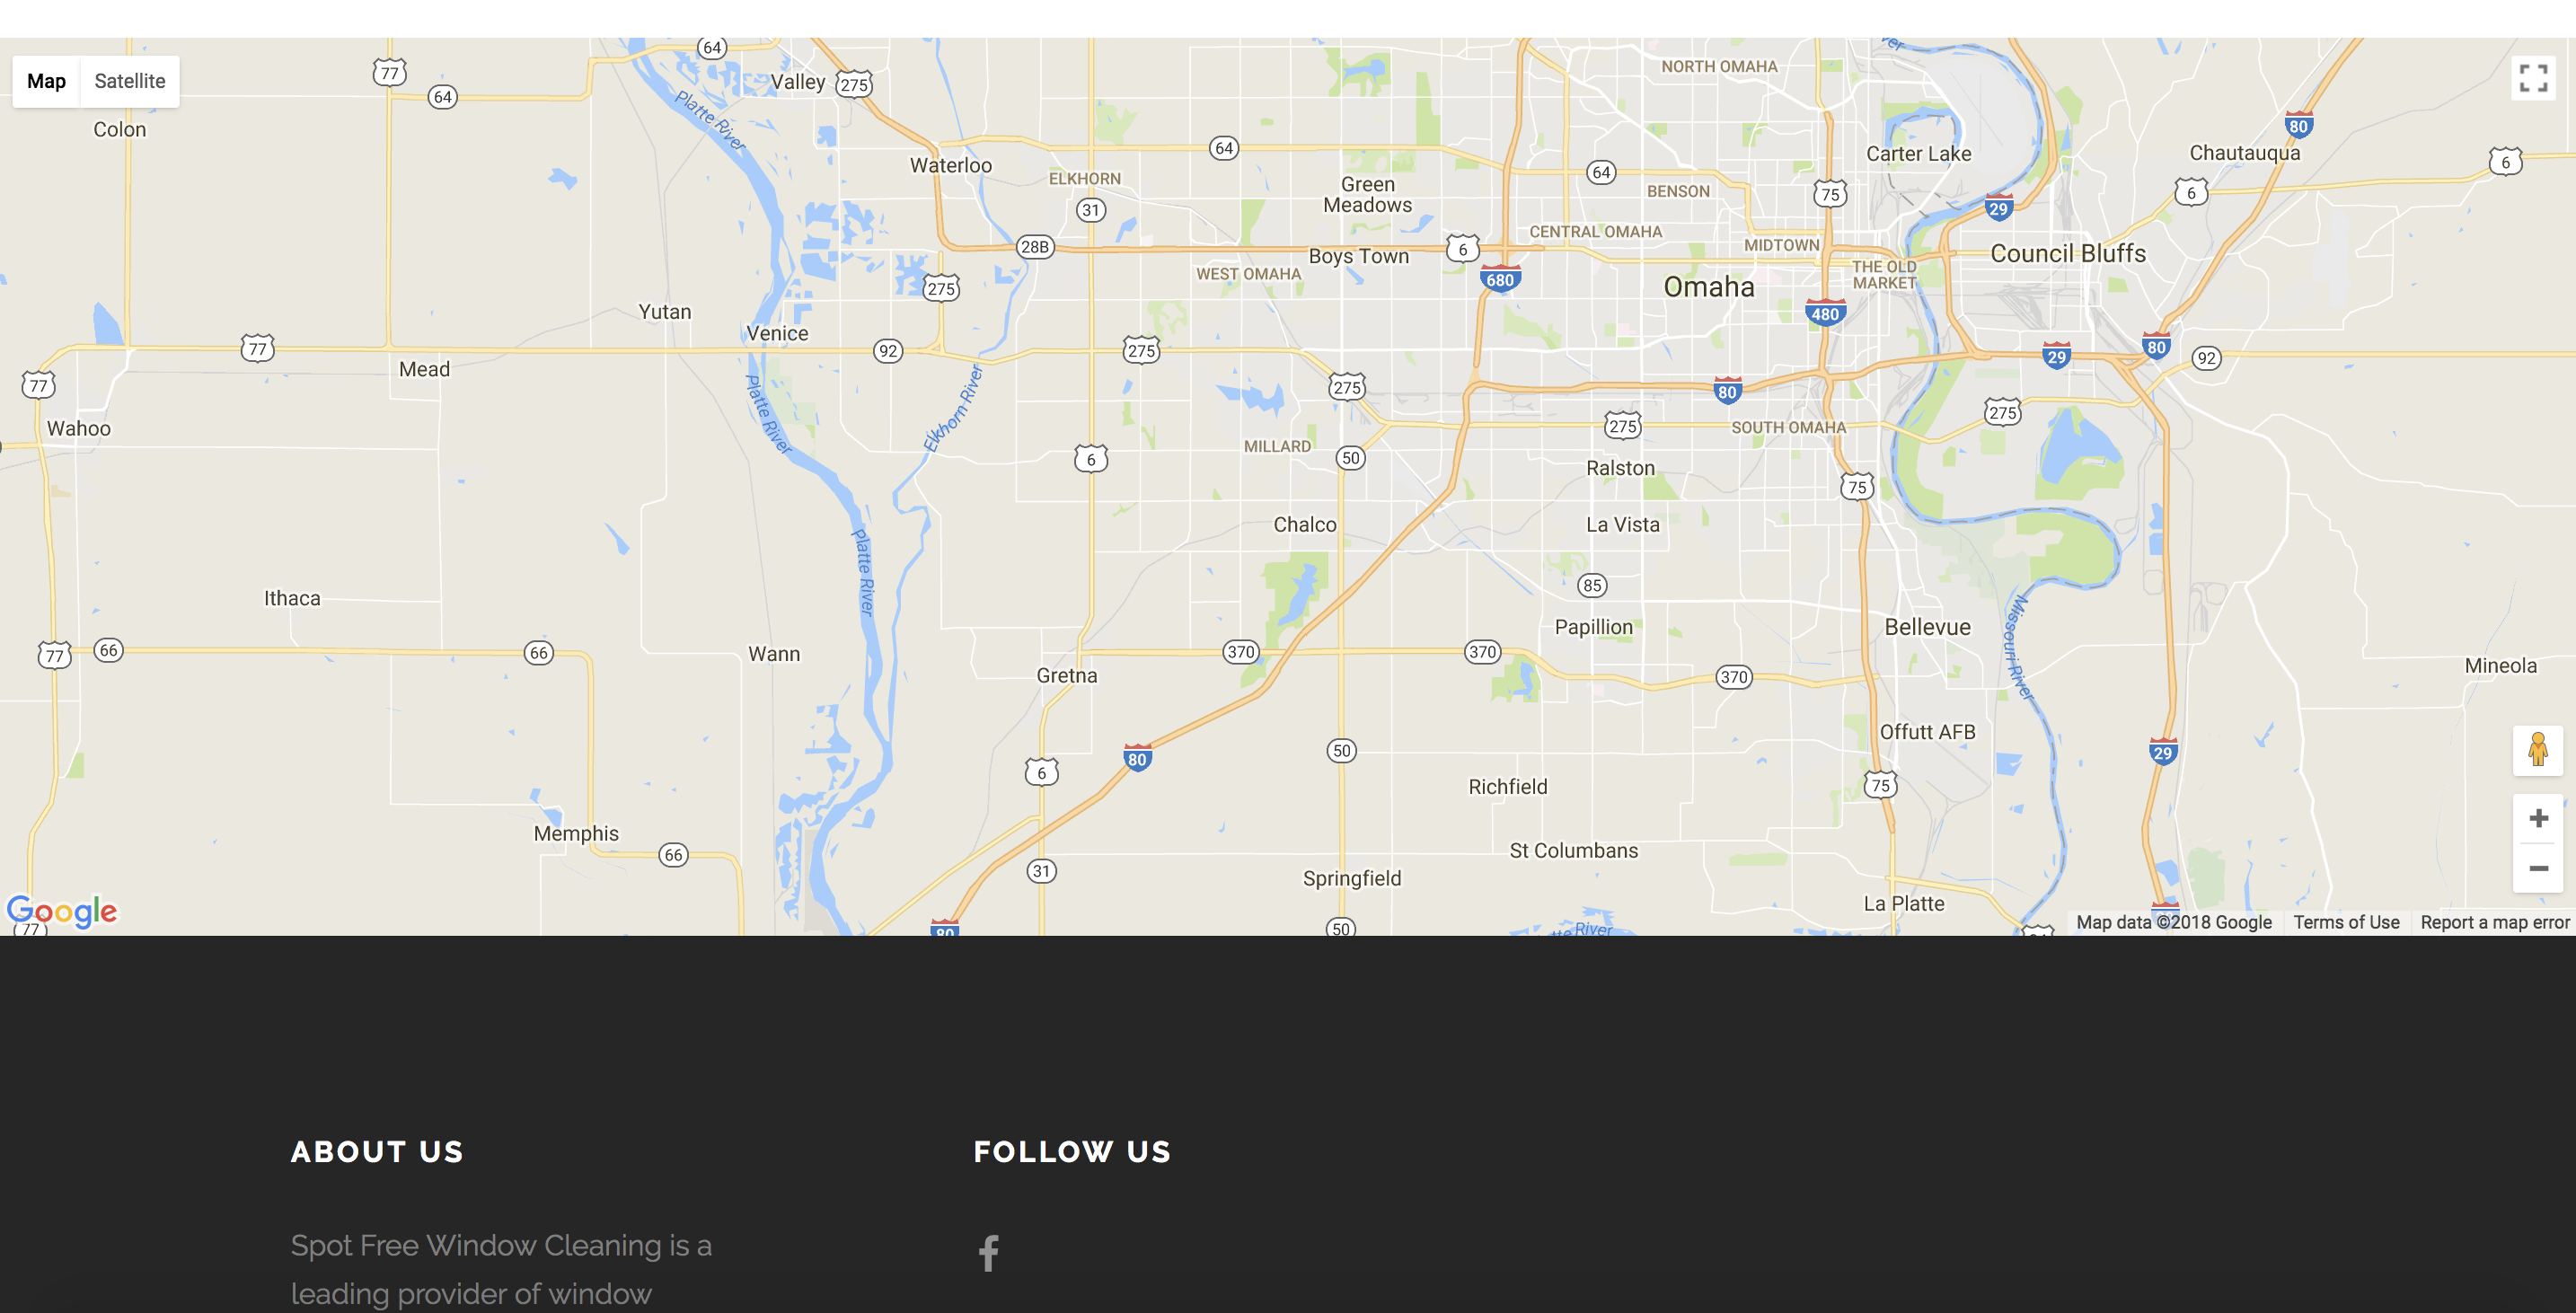 64
77
Map Satellite
Valley
275
NORTH OMAHA
64
Platte River
Colon
80
64
Waterloo
Carter Lake
Chautauqua
6
64
ELKHORN
Green
Meadows
BENSON
75
6
31
29
CENTRAL OMAHA
28B
Boys Town
6
MIDTOWN
Council Bluffs
WEST OMAHA
680
THE OLD
MARKET
275
Omaha
Yutan
480
Venice
77
92
275
80
29
92
Mead
77
275
80
Platte River
Elkhorn River
275
Wahoo
275
SOUTH OMAHA
MILLARD
6
50
Ralston
75
Chalco
La Vista
Platte River
85
Ithaca
Papillion
Bellevue
Missouri River
77
66
66
Wann
370
370
Gretna
370
Mineola
Offutt AFB
80
50
29
6
Richfield
75
Memphis
66
St Columbans
31
Springfield
La Platte
Google
77
80
50
River
Map data ©2018 Google Terms of Use Report a map error
ABOUT US
FOLLOW US
Spot Free Window Cleaning is a
leading provider of window